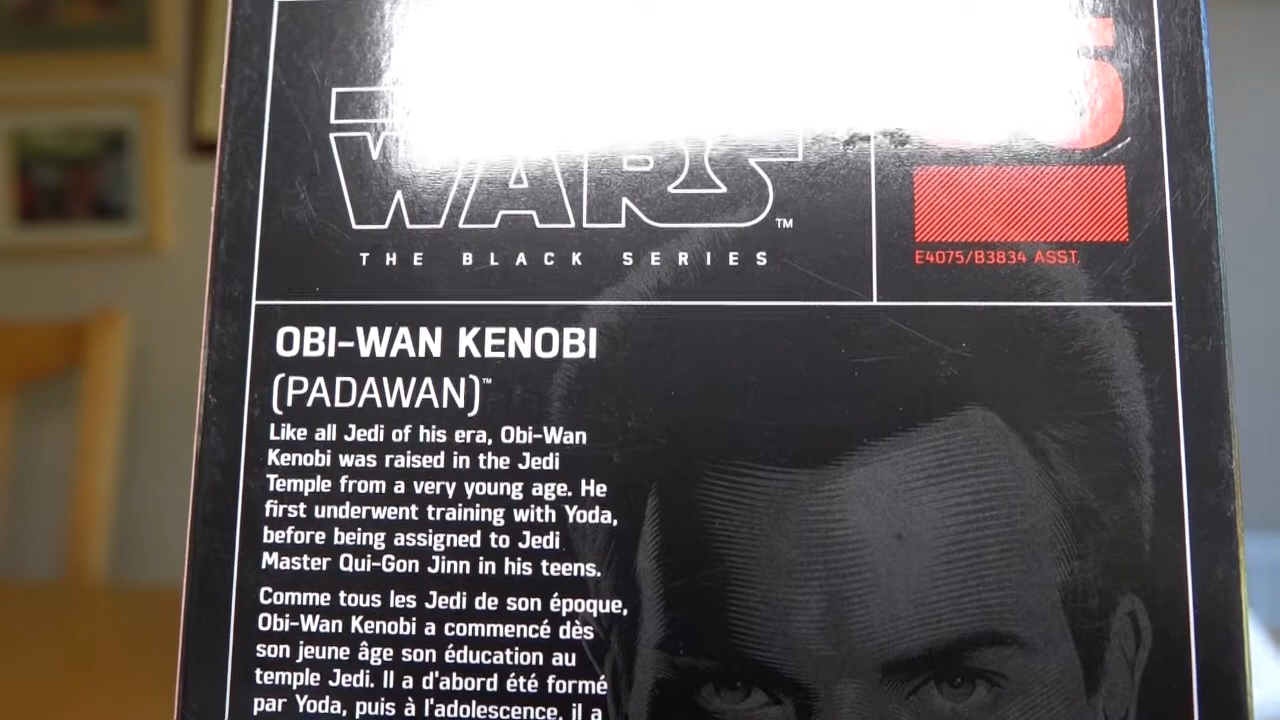 WARS™
THE BLACK SERIES
E4075/B3834 ASST.
OBI-WAN KENOBI
(PADAWAN)™
Like all Jedi of his era, Obi-Wan
Kenobi was raised in the Jedi
Temple from a very young age. He
first underwent training with Yoda,
before being assigned to Jedi
Master Qui-Gon Jinn in his teens.
Comme tous les Jedi de son époque,
Obi-Wan Kenobi a commencé dès
son jeune âge son éducation au
temple Jedi. Il a d'abord été formé
par Yoda, puis à l'adolescence, il a